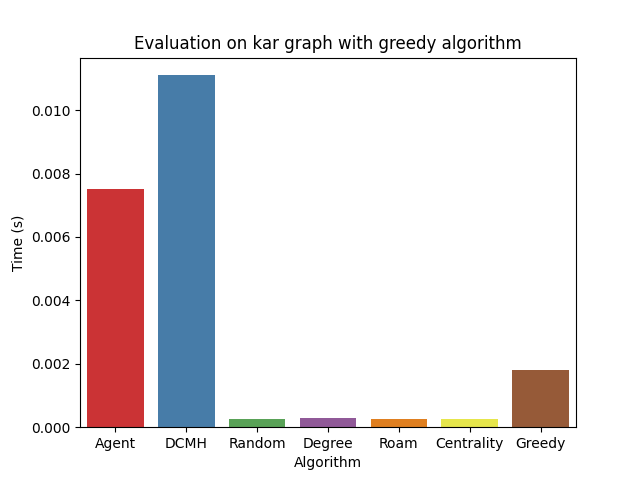 Evaluation on kar graph with greedy algorithm
Time (s)
0.010
0.008
0.006
0.004
0.002
0.000
Agent DCMH Random Degree Roam Centrality Greedy
Algorithm